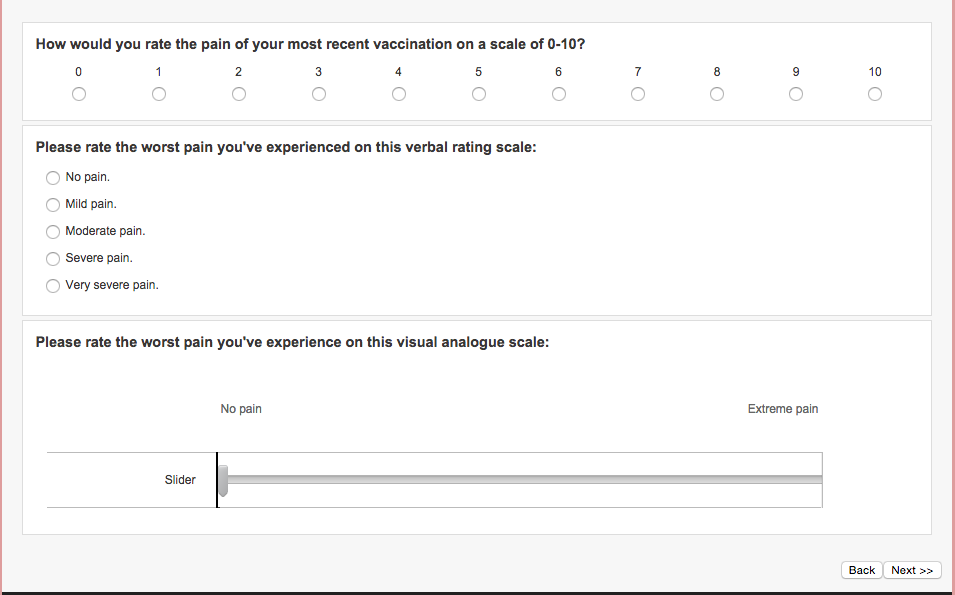 How would you rate the pain of your most recent vaccination on a scale of 0-10?
0 1 2 3 4 5 6 7 8 9 10
Please rate the worst pain you've experienced on this verbal rating scale:
No pain.
Mild pain.
Moderate pain.
Severe pain.
Very severe pain.
Please rate the worst pain you've experience on this visual analogue scale:
No pain Extreme pain
Slider
Back Next >>